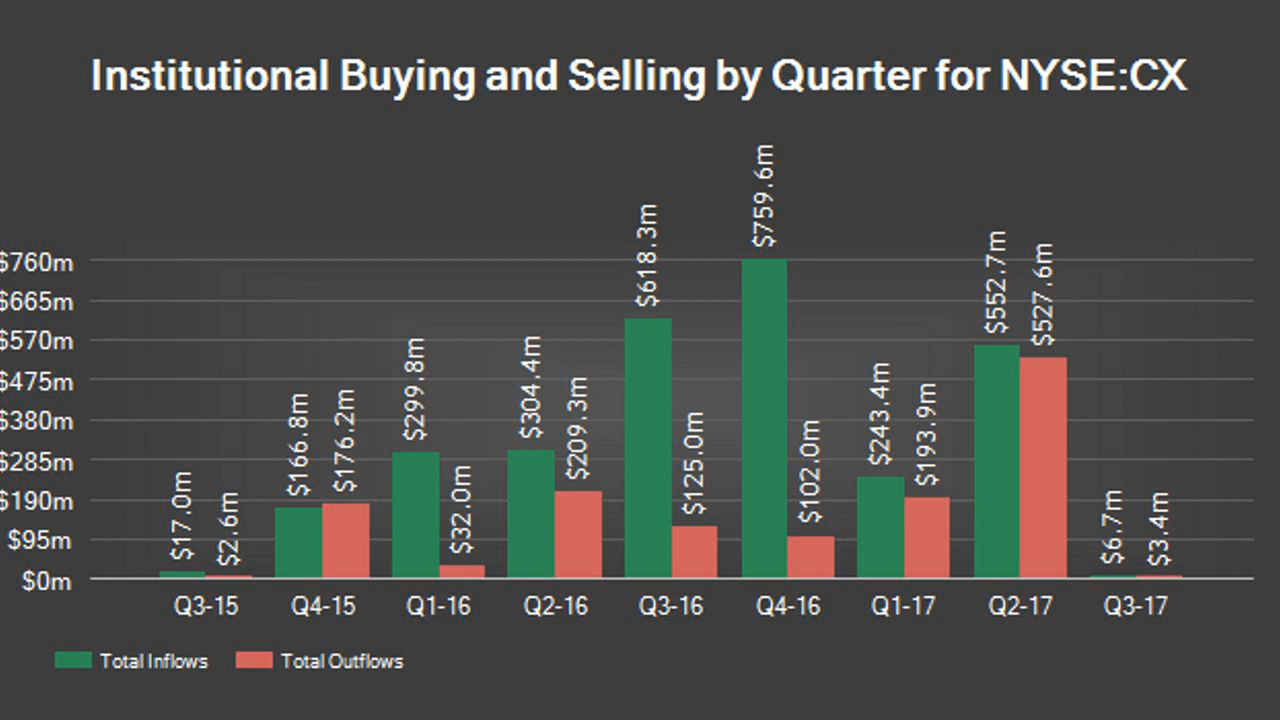 Institutional Buying and Selling by Quarter for NYSE:CX
$760m
$665m
$570m
$475m
$380m
$285m
$190m
$95m
$0m
$17.0m
$2.6m
$166.8m
$176.2m
$299.8m
$32.0m
$304.4m
$209.3m
$618.3m
$125.0m
$759.6m
$102.0m
$243.4m
$193.9m
$552.7m
$527.6m
$6.7m
$3.4m
Q3-15 Q4-15 Q1-16 Q2-16 Q3-16 Q4-16 Q1-17 Q2-17 Q3-17
Total Inflows Total Outflows